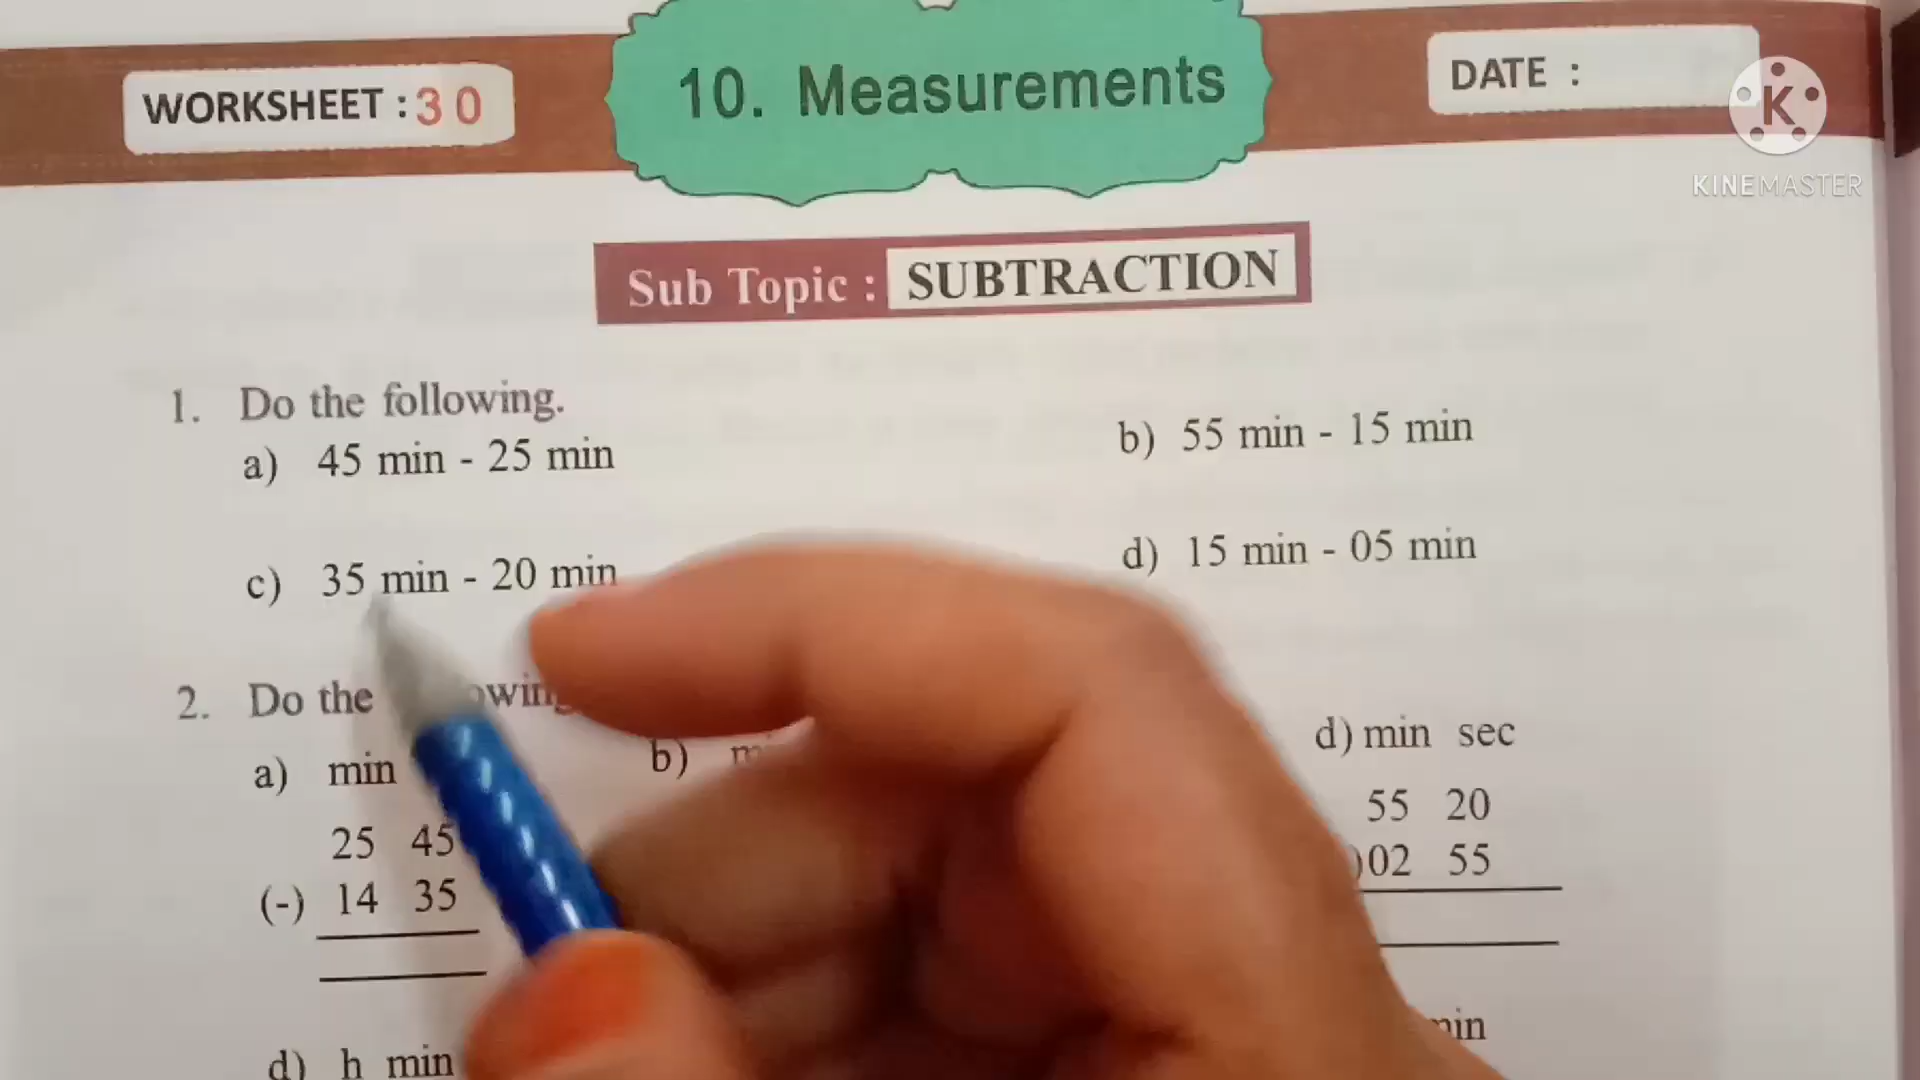 WORKSHEET : 30
10. Measurements
DATE :
KINEMASTER
Sub Topic : SUBTRACTION
1. Do the following.
a) 45 min - 25 min
b) 55 min - 15 min
c) 35 min - 20 min
d) 15 min - 05 min
2. Do the
a) min
25 45
(-) 14 35
b)
d) min sec
55 20
02 55
d) h min